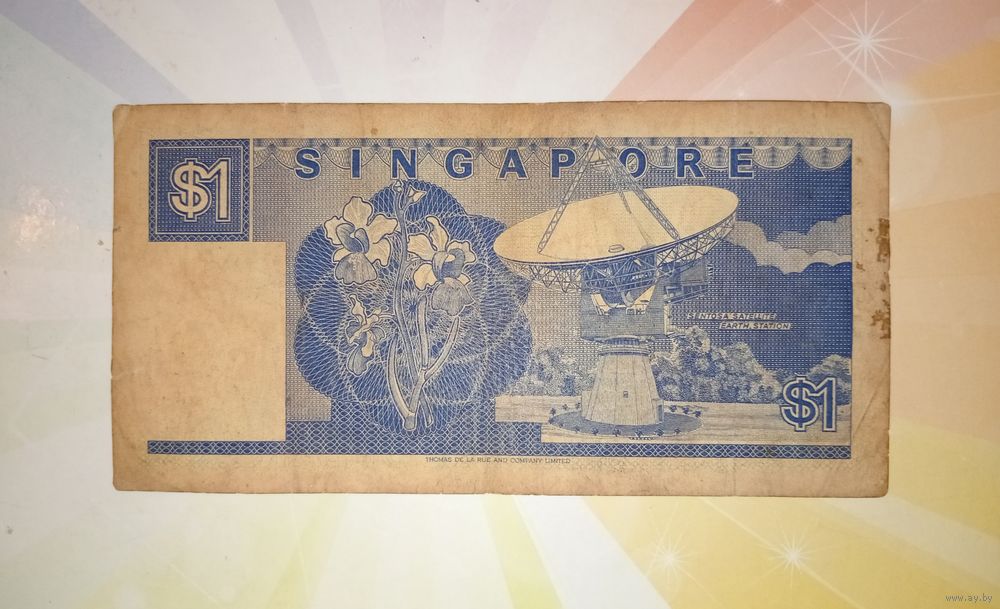 $1
SINGAPORE
SENTOSA SATELLITE
EARTH STATION
$1
THOMAS DE LA RUE AND COMPANY LIMITED
www.ay.by